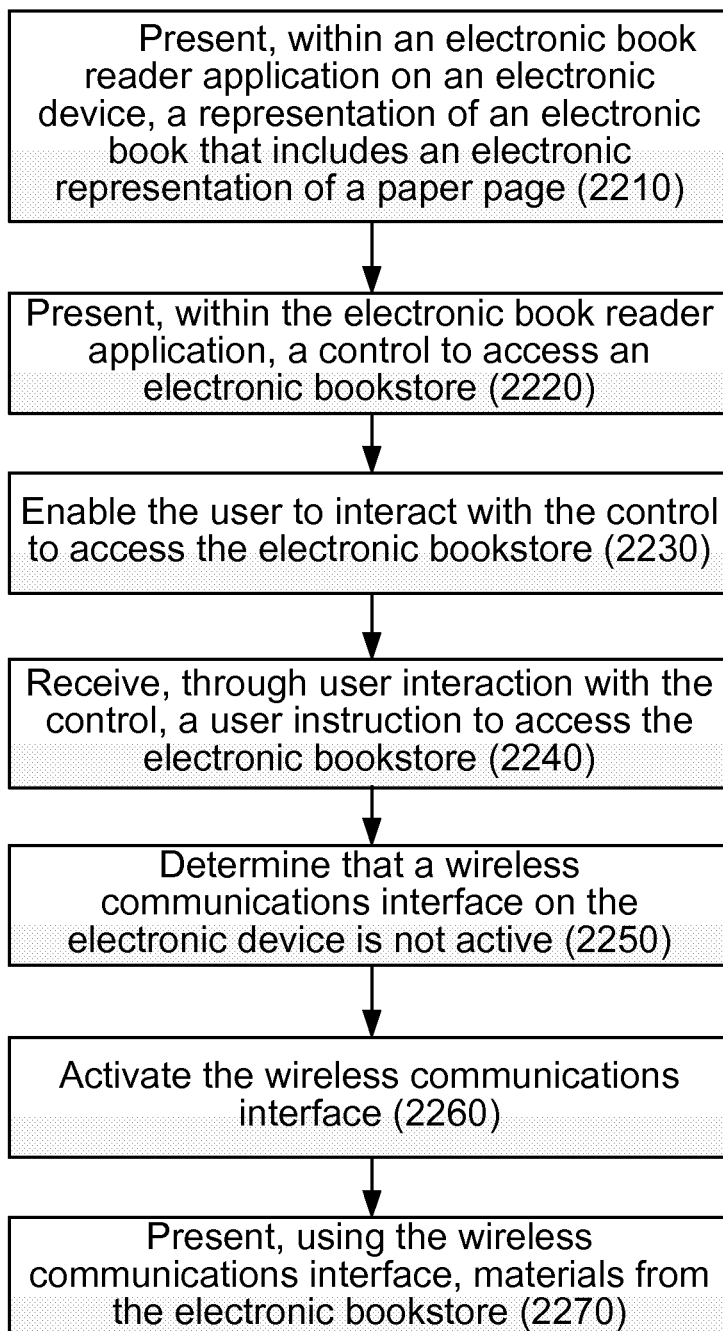 Present, within an electronic book
reader application on an electronic
device, a representation of an electronic
book that includes an electronic
representation of a paper page (2210)
Present, within the electronic book reader
application, a control to access an
electronic bookstore (2220)
Enable the user to interact with the control
to access the electronic bookstore (2230)
Receive, through user interaction with the
control, a user instruction to access the
electronic bookstore (2240)
Determine that a wireless
communications interface on the
electronic device is not active (2250)
Activate the wireless communications
interface (2260)
Present, using the wireless
communications interface, materials from
the electronic bookstore (2270)